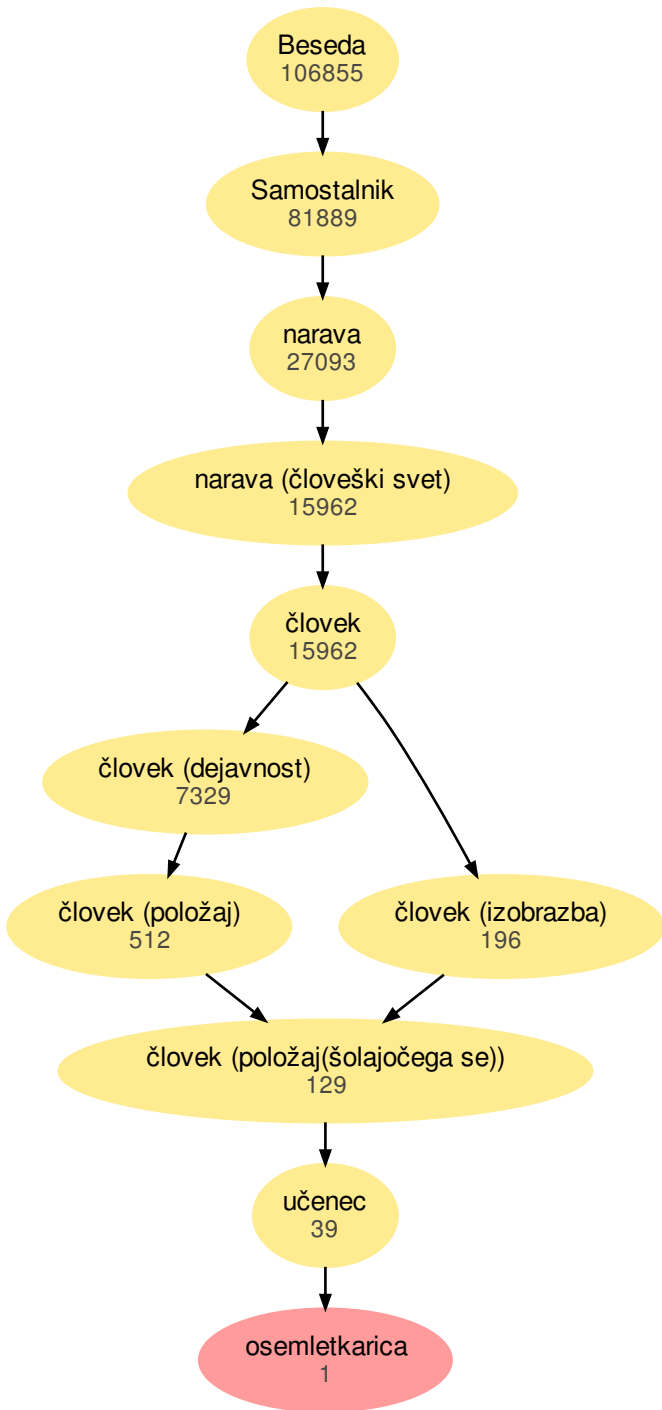 Beseda
106855
Samostalnik
81889
narava
27093
narava (človeški svet)
15962
človek
15962
človek (dejavnost)
7329
človek (položaj)
512
človek (izobrazba)
196
človek (položaj(šolajočega se))
129
učenec
39
osemletkarica
1